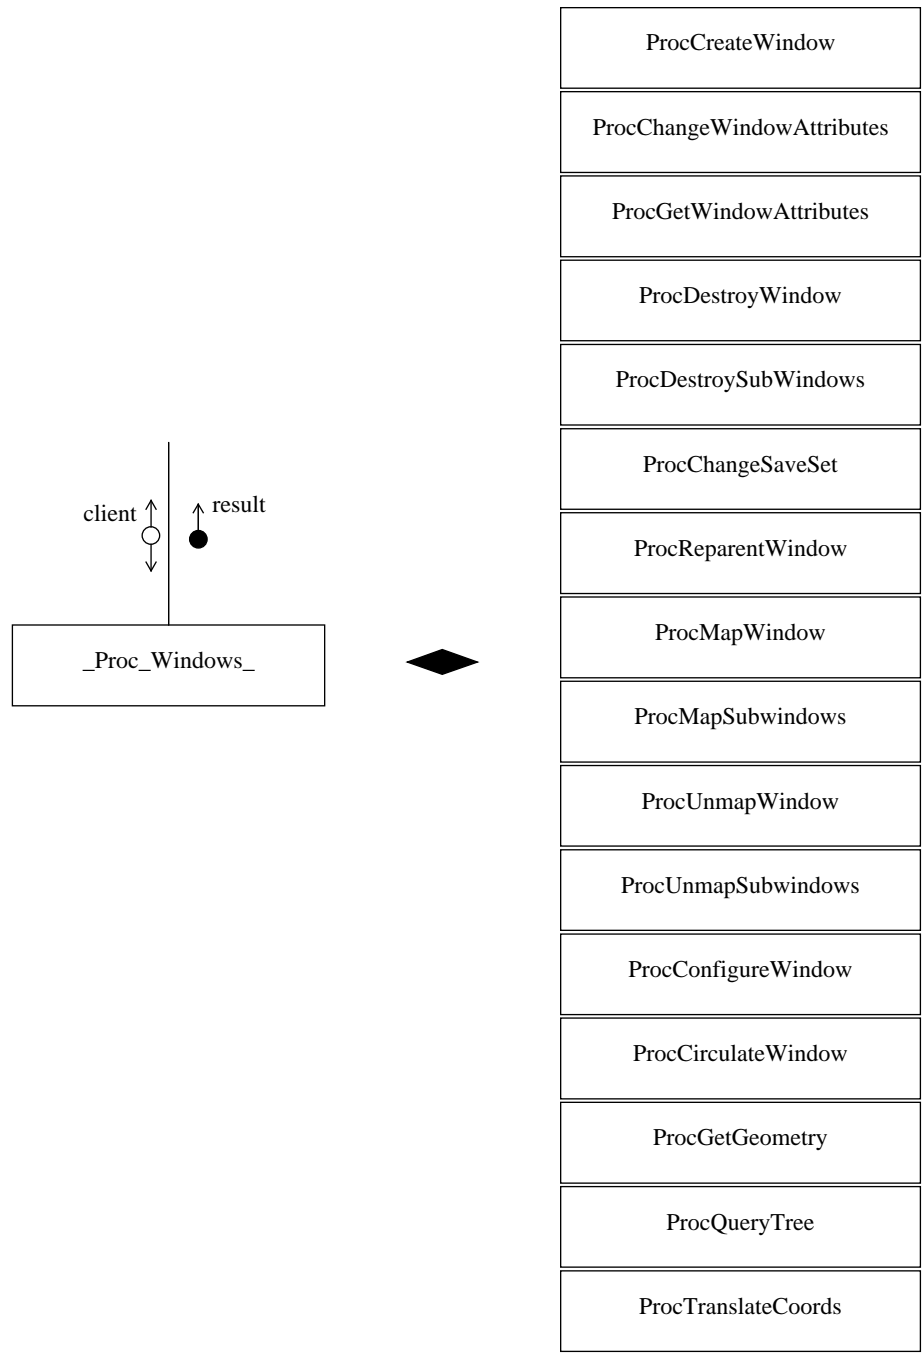 ProcCreateWindow
ProcChangeWindowAttributes
ProcGetWindowAttributes
ProcDestroyWindow
ProcDestroySubWindows
ProcChangeSaveSet
client
result
ProcReparentWindow
ProcMapWindow
_Proc_Windows_
ProcMapSubwindows
ProcUnmapWindow
ProcUnmapSubwindows
ProcConfigureWindow
ProcCirculateWindow
ProcGetGeometry
ProcQueryTree
ProcTranslateCoords